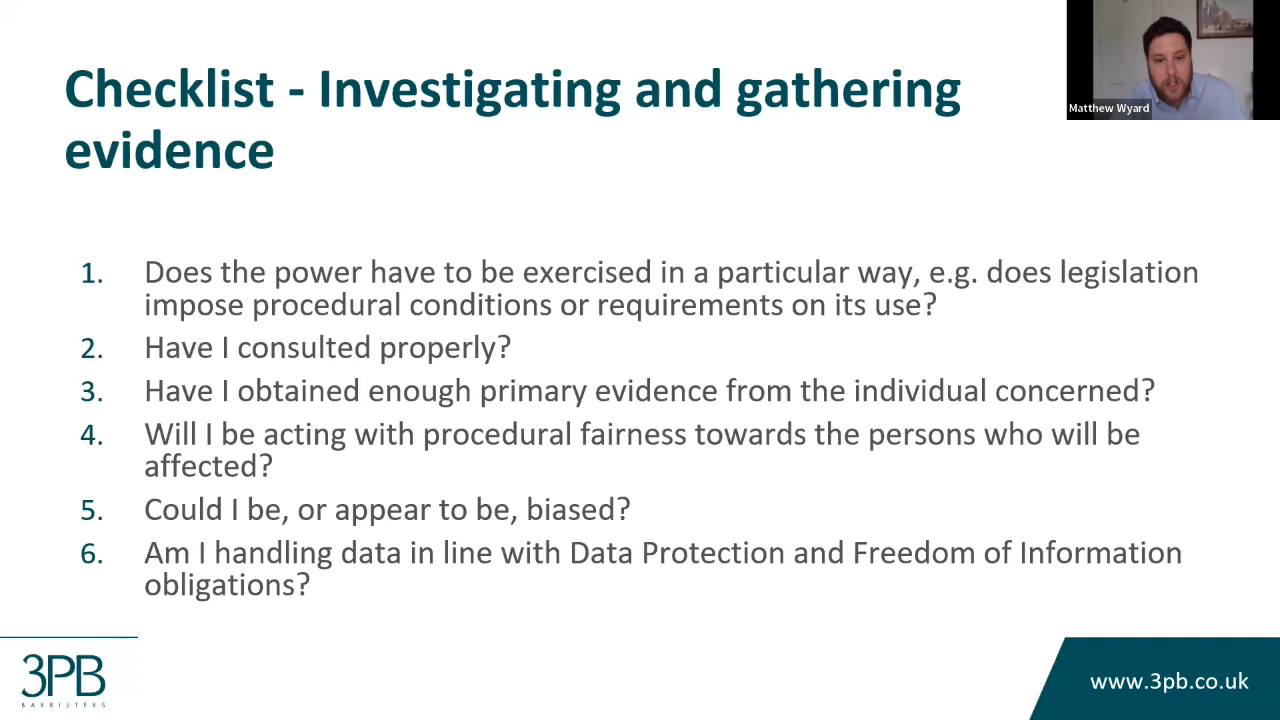 Checklist - Investigating and gathering
evidence
Matthew Wyard
1. Does the power have to be exercised in a particular way, e.g. does legislation
impose procedural conditions or requirements on its use?
2. Have I consulted properly?
3. Have I obtained enough primary evidence from the individual concerned?
4. Will I be acting with procedural fairness towards the persons who will be
affected?
5. Could I be, or appear to be, biased?
6. Am I handling data in line with Data Protection and Freedom of Information
obligations?
3PB
BARRISTERS
www.3pb.co.uk